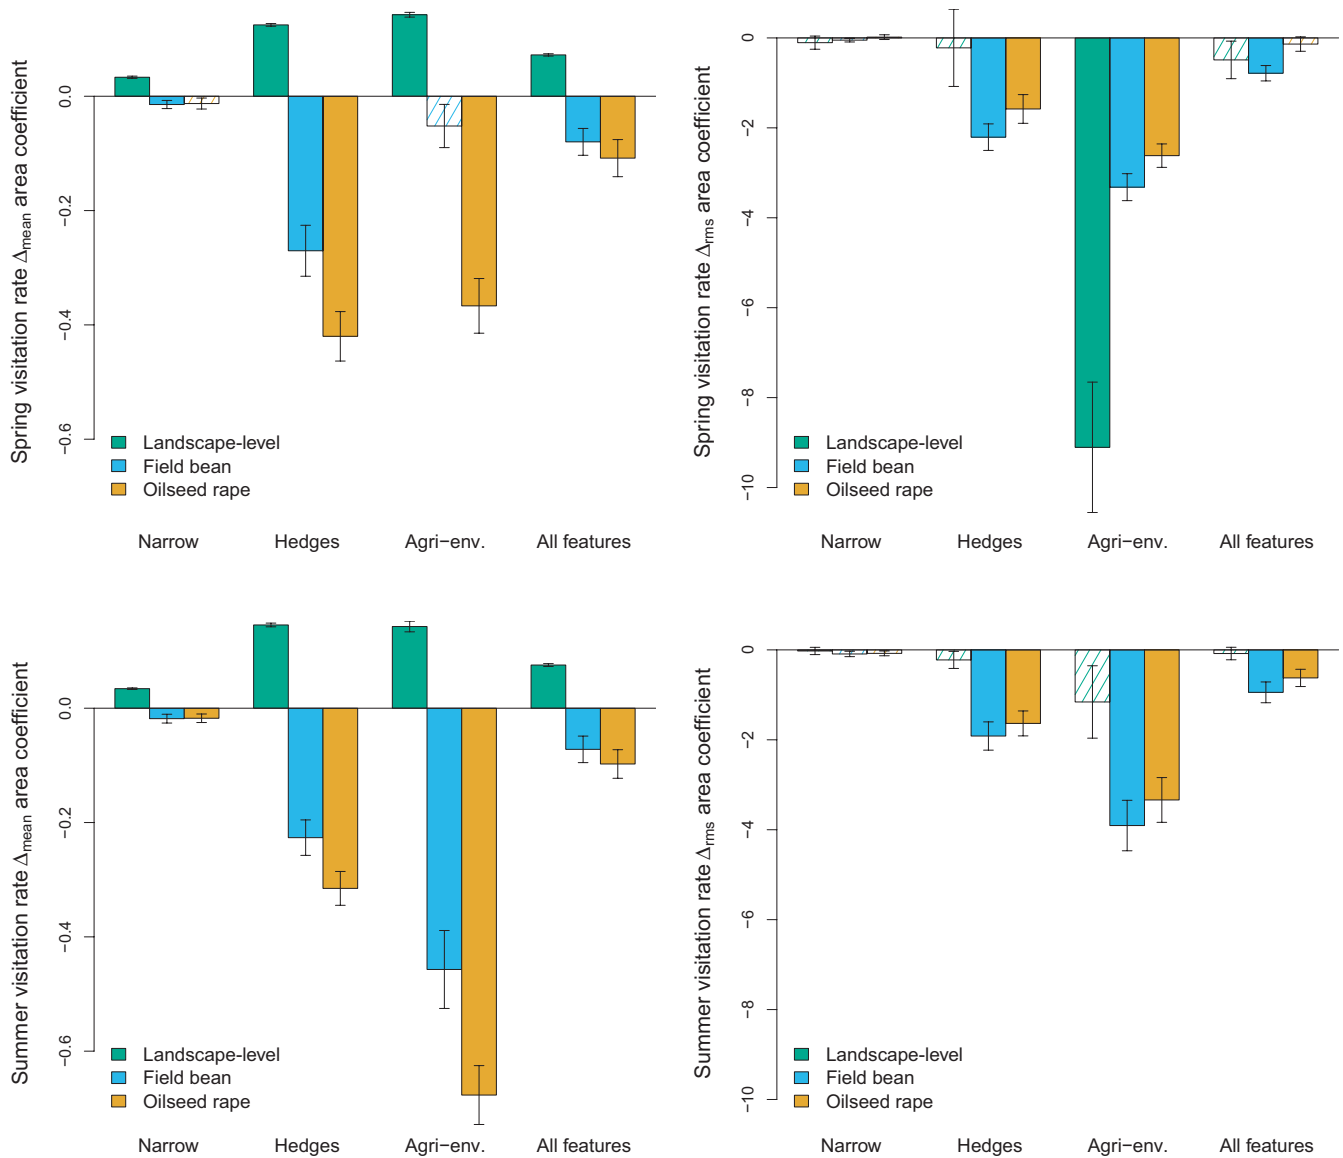 Spring visitation rate Δmean area coefficient
0.0
−0.2
−0.4
−0.6
Landscape-level
Field bean
Oilseed rape
Narrow Hedges Agri−env. All features
Spring visitation rate Δrms area coefficient
0
−2
−4
−6
−8
−10
Landscape-level
Field bean
Oilseed rape
Narrow Hedges Agri−env. All features
Summer visitation rate Δmean area coefficient
0.0
−0.2
−0.4
−0.6
Landscape-level
Field bean
Oilseed rape
Narrow Hedges Agri−env. All features
Summer visitation rate Δrms area coefficient
0
−2
−4
−6
−8
−10
Landscape-level
Field bean
Oilseed rape
Narrow Hedges Agri−env. All features